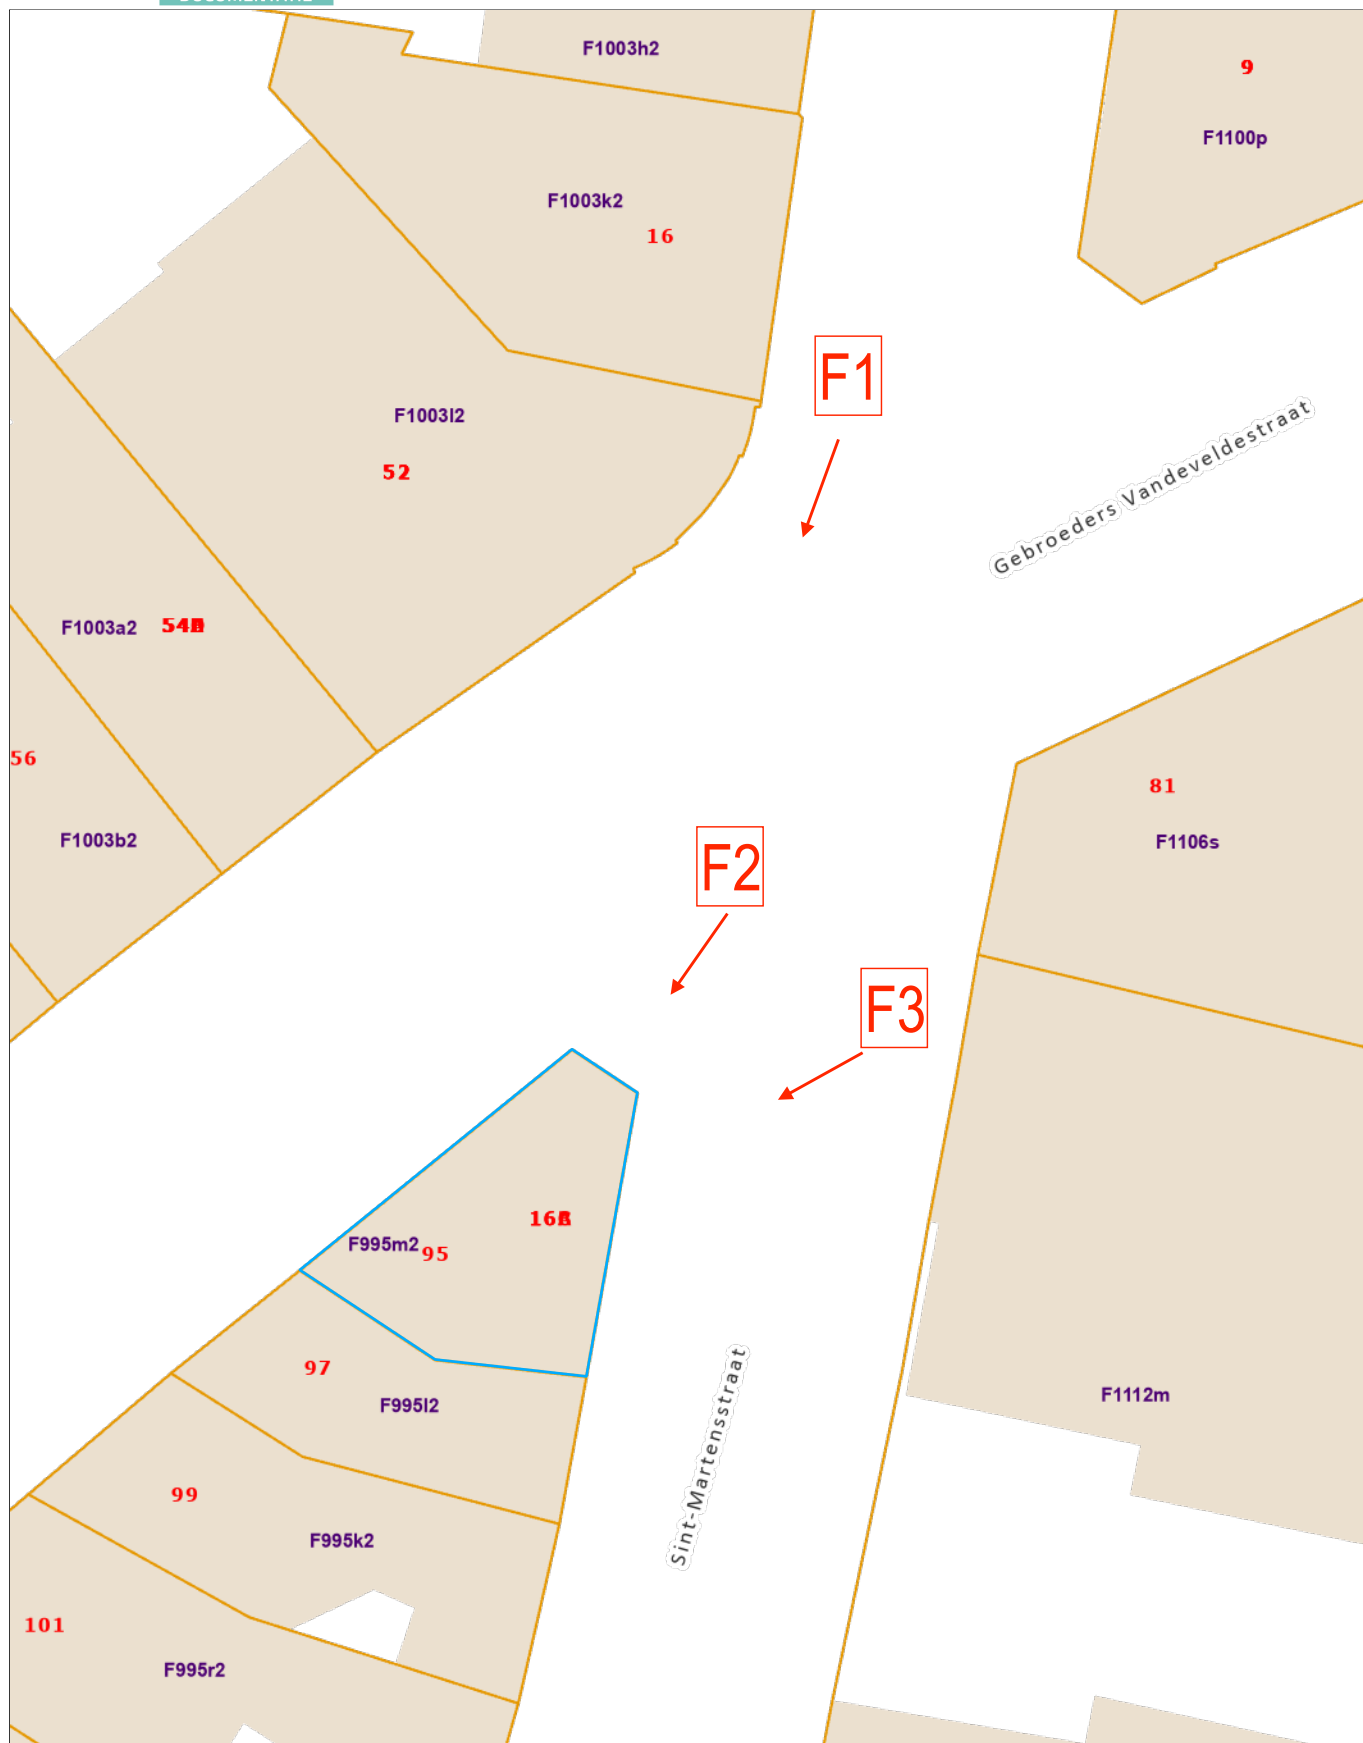 F1003h2
9
F1100p
F1003k2
16
F1
F1003l2
Gebroeders Vandeveldestraat
52
F1003a2
56
81
F1003b2
F1106s
F2
F3
F995m2
95
97
F995l2
F1112m
Sint-Martensstraat
99
F995k2
101
F995r2